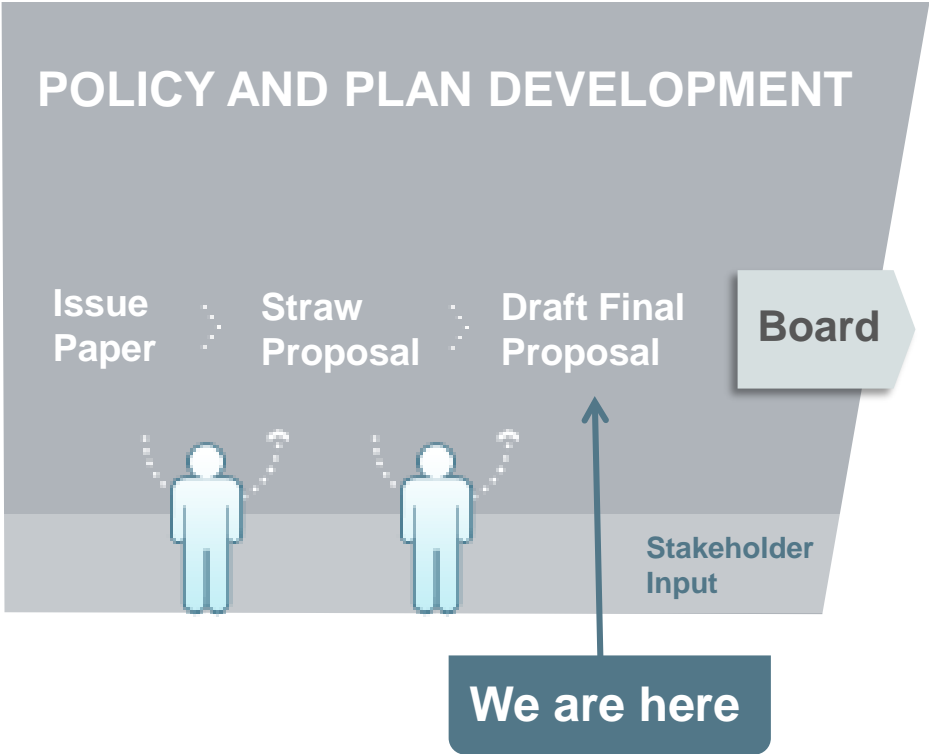 POLICY AND PLAN DEVELOPMENT
Issue
Paper
Straw
Proposal
Draft Final
Proposal
Board
Stakeholder
Input
We are here